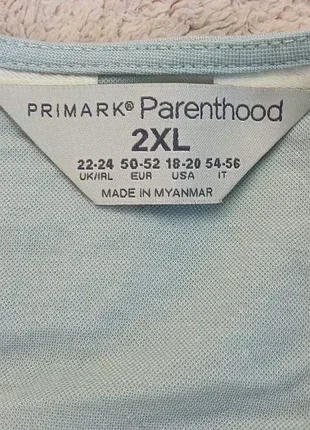 PRIMARK® Parenthood
2XL
22-24 50-52 18-20 54-56
UK/IRL EUR USA IT
MADE IN MYANMAR